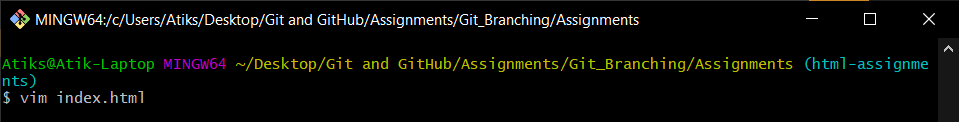 MINGW64:/c/Users/Atiks/Desktop/Git and GitHub/Assignments/Git_Branching/Assignments
Atiks@Atik-Laptop MINGW64 ~/Desktop/Git and GitHub/Assignments/Git_Branching/Assignments (html-assignme
nts)
$ vim index.html